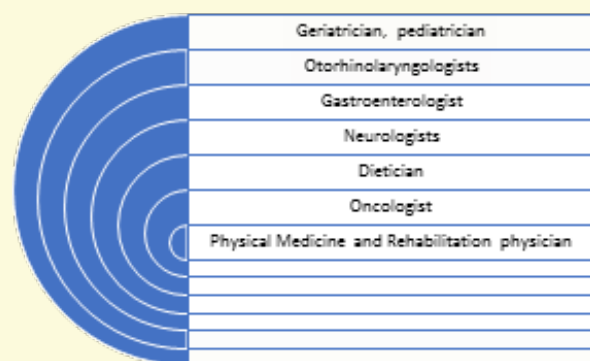 Geriatrician, pediatrician
Otorhinolaryngologists
Gastroenterologist
Neurologists
Dietician
Oncologist
Physical Medicine and Rehabilitation physician